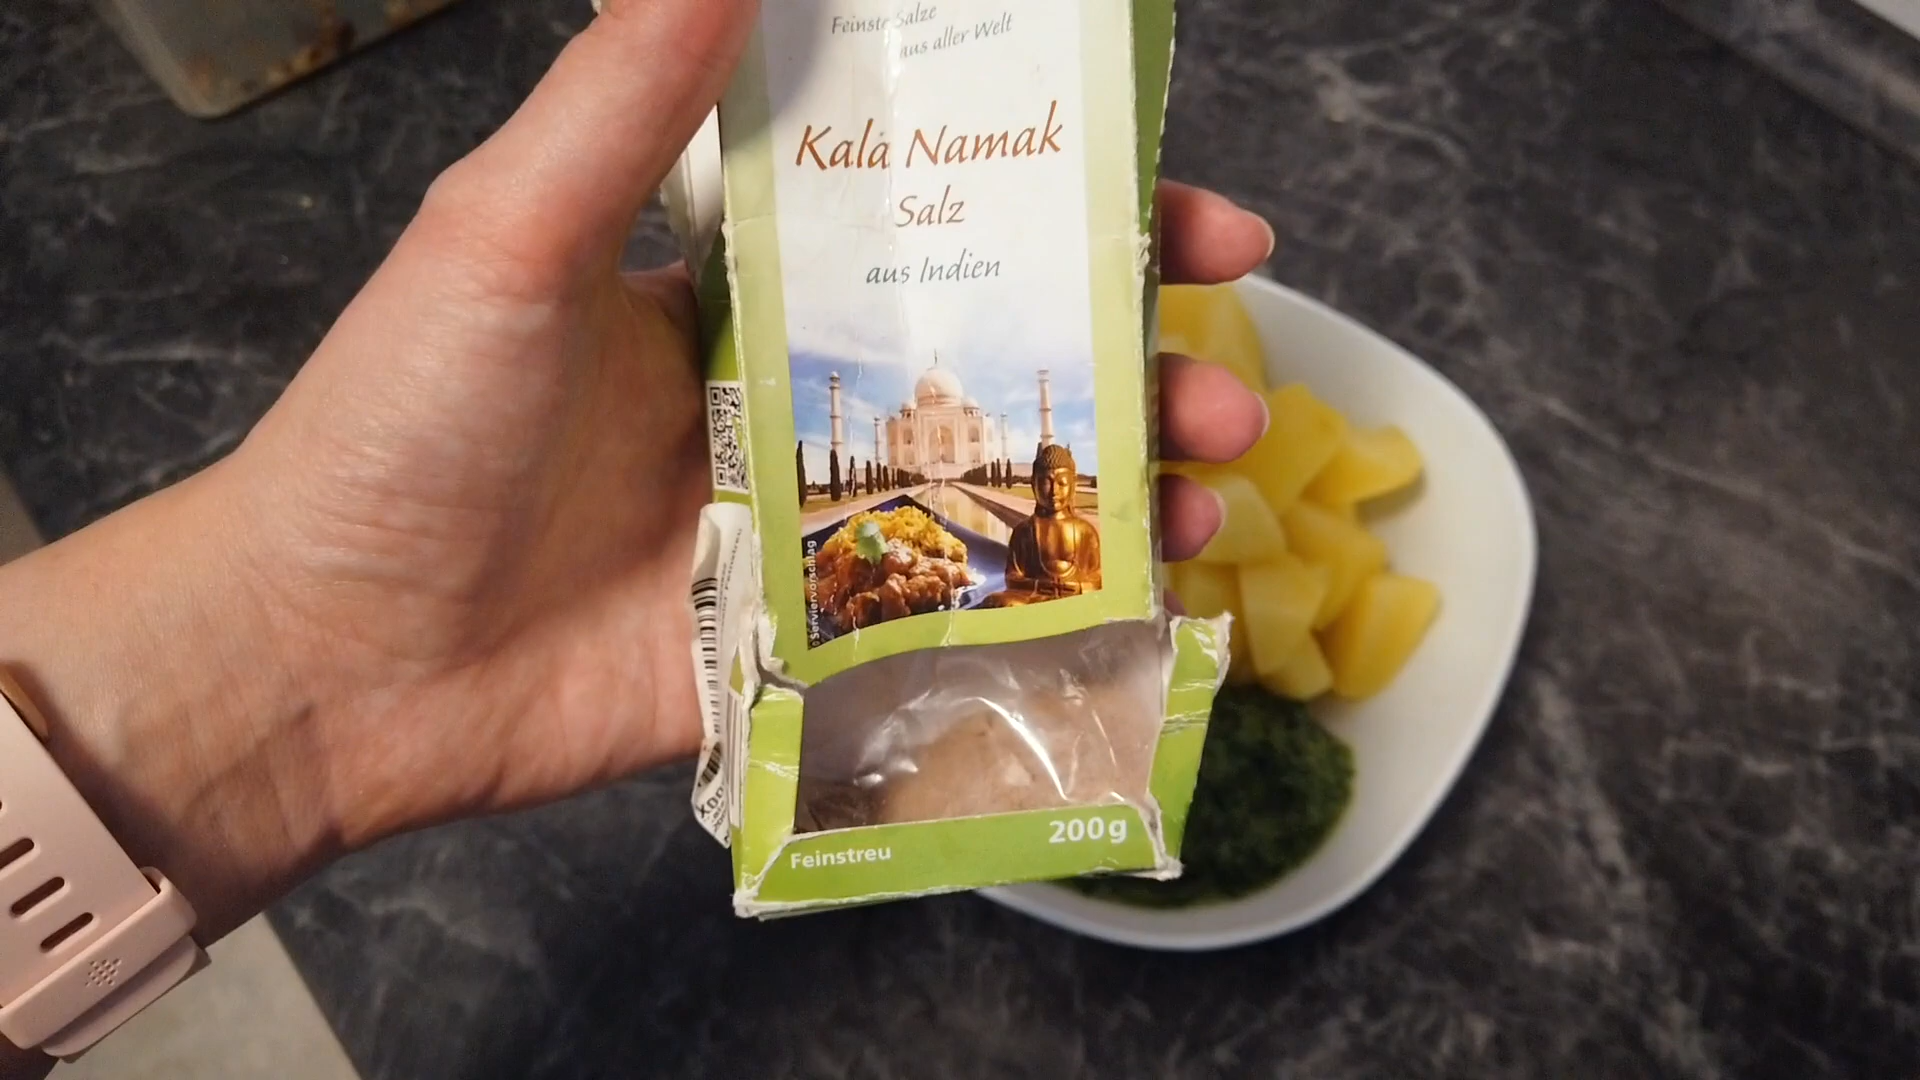 Feinste Salze
aus aller Welt
Kala Namak
Salz
aus Indien
Serviervorschlag
Feinstreu
200g